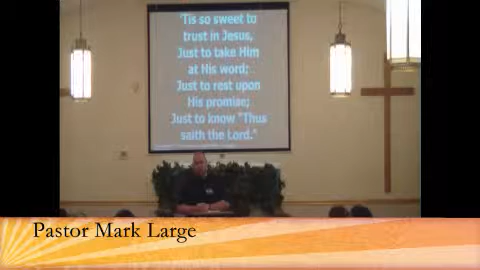 'Tis so sweet to
trust in Jesus,
Just to take Him
at His word;
Just to rest upon
His promise;
Just to know "Thus
saith the Lord."
Pastor Mark Large